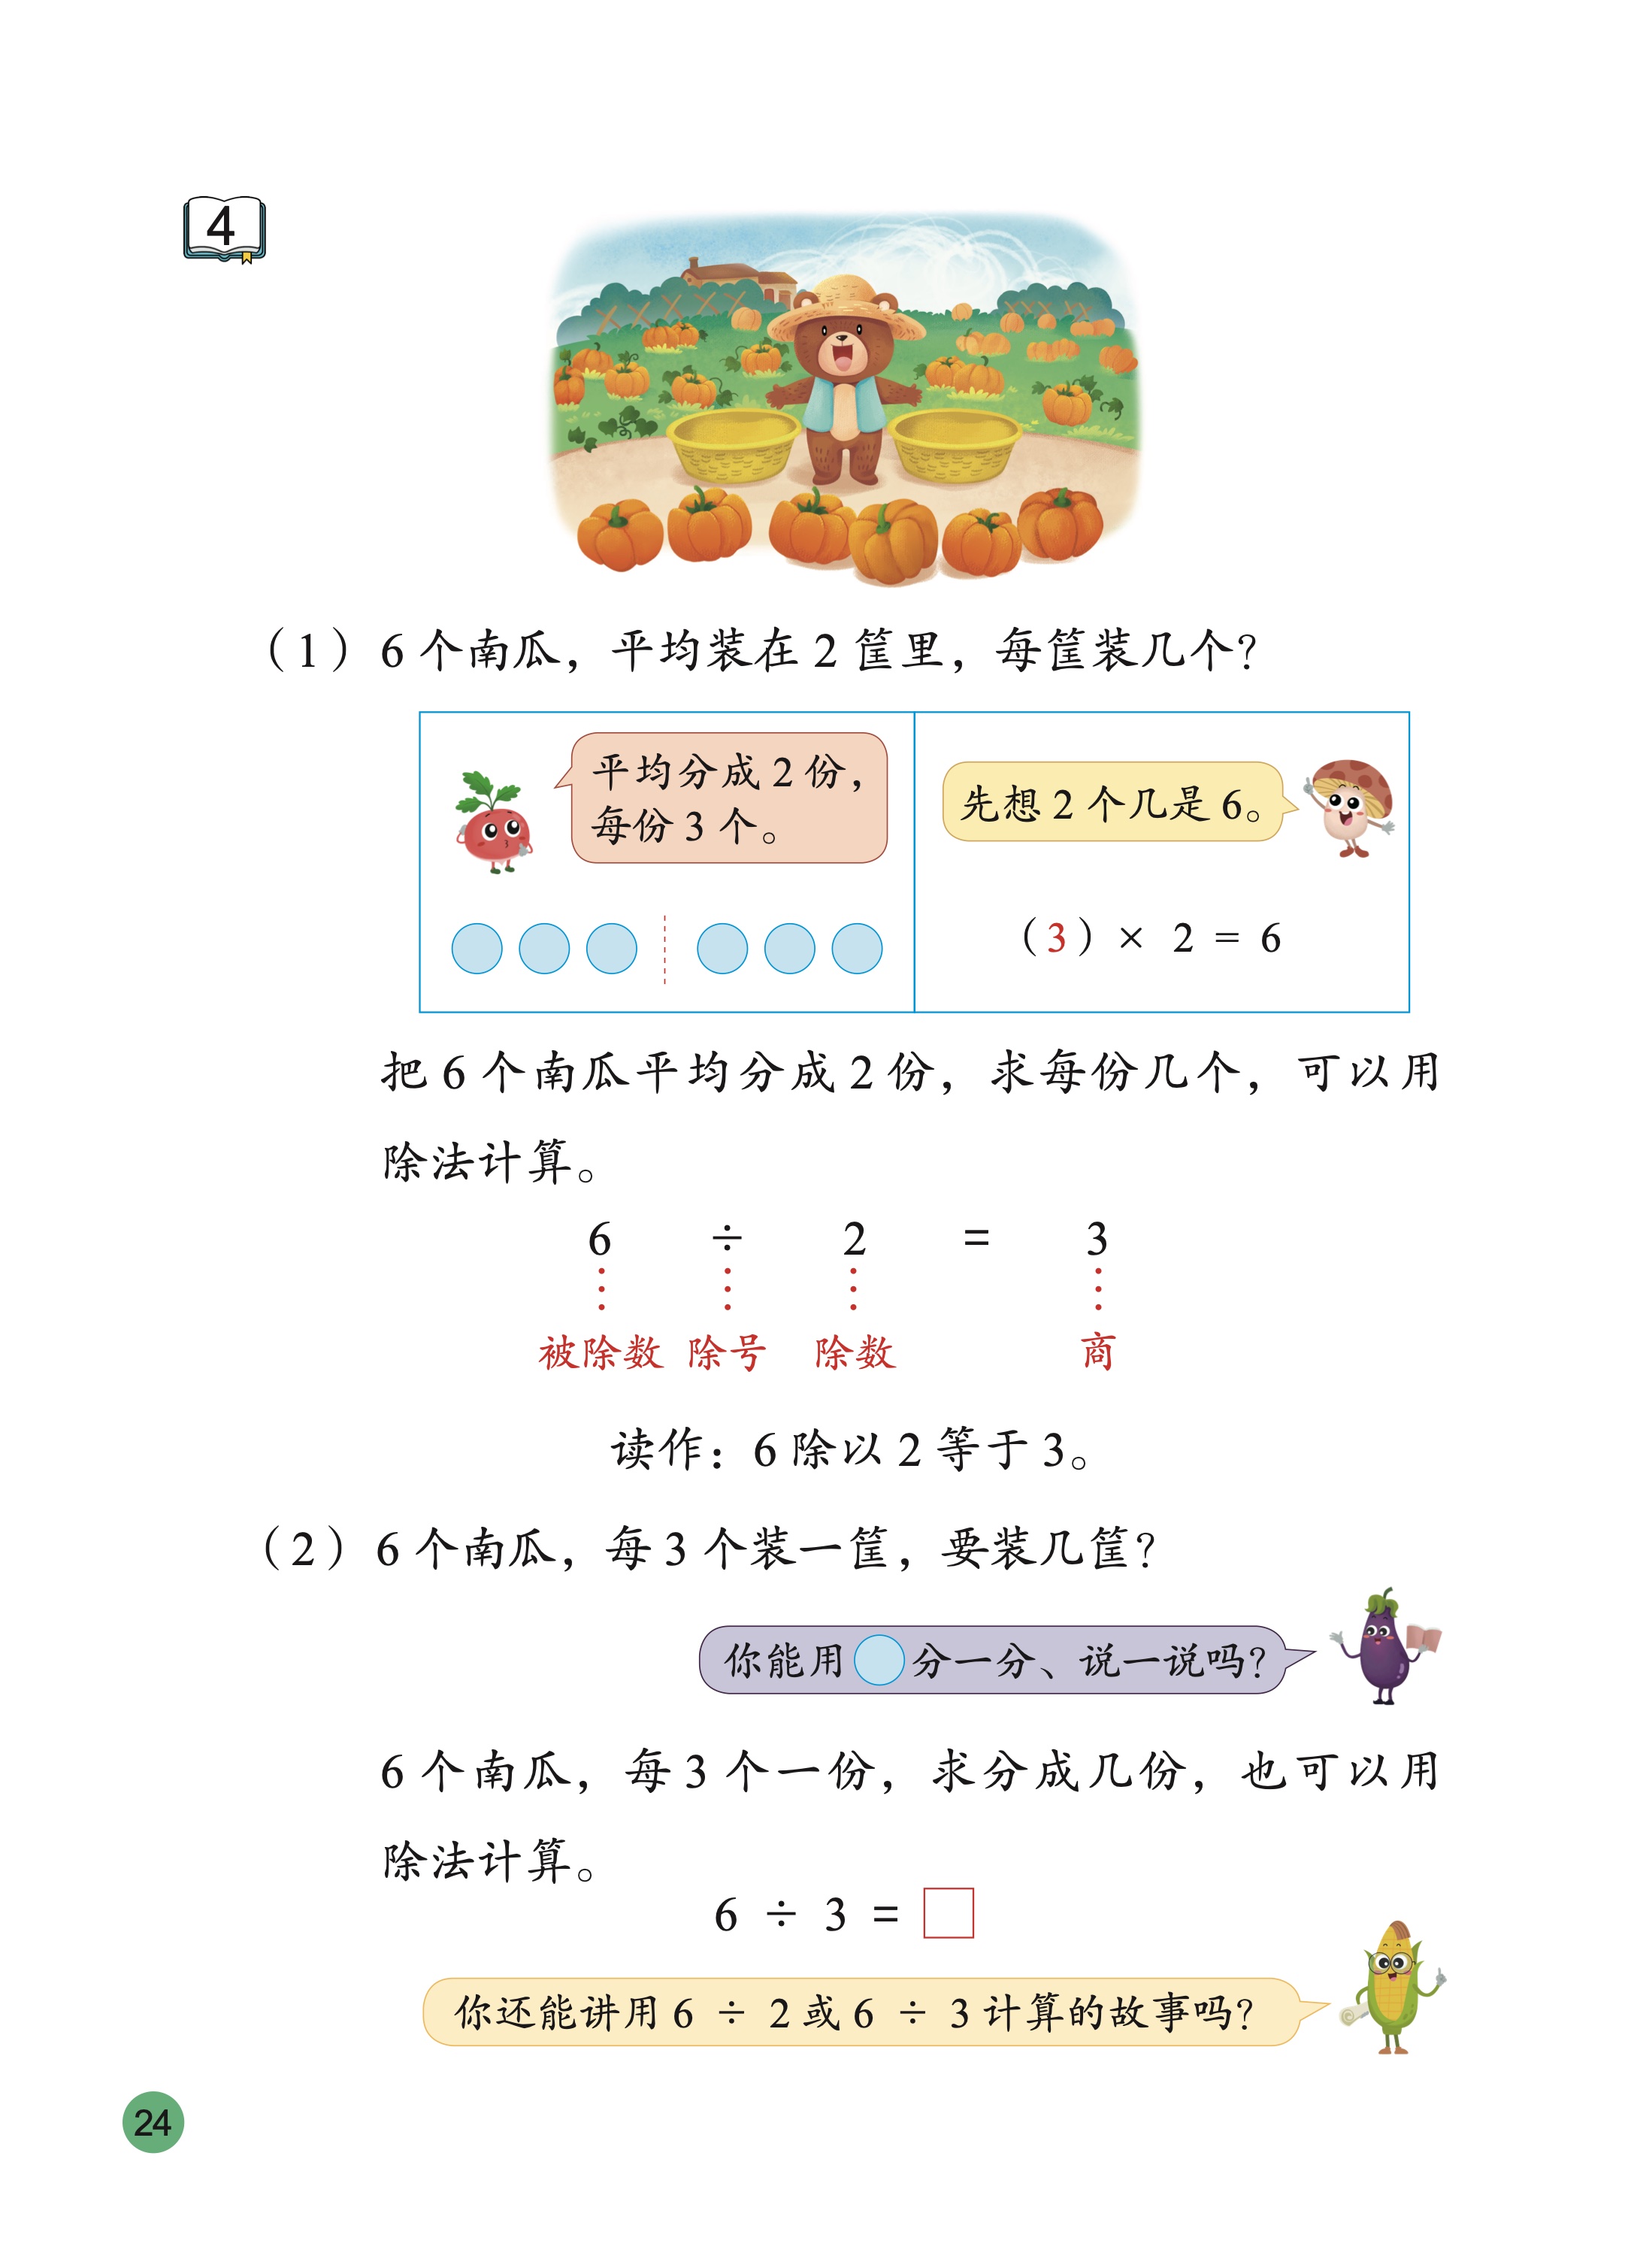 4
（1）6 个南瓜，平均装在 2 筐里，每筐装几个？
平均分成 2 份，
每份 3 个。
先想 2 个几是 6。
（3）× 2 = 6
把 6 个南瓜平均分成 2 份，求每份几个，可以用
除法计算。
6 ÷ 2 = 3
被除数 除号 除数 商
读作：6 除以 2 等于 3。
（2）6 个南瓜，每 3 个装一筐，要装几筐？
你能用 分一分、说一说吗？
6 个南瓜，每 3 个一份，求分成几份，也可以用
除法计算。
6 ÷ 3 = □
你还能讲用 6 ÷ 2 或 6 ÷ 3 计算的故事吗？
24